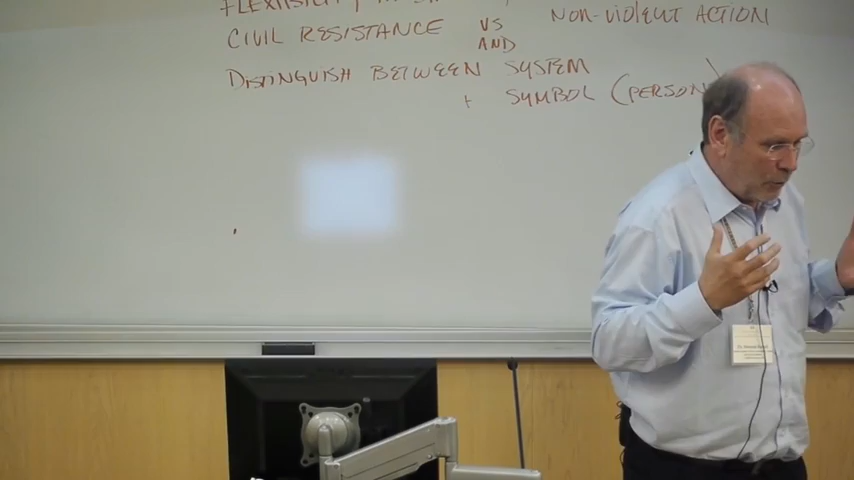 CIVIL RESISTANCE VS NON-VIOLENT ACTION
AND
DISTINGUISH BETWEEN SYSTEM
+ SYMBOL (PERSON)